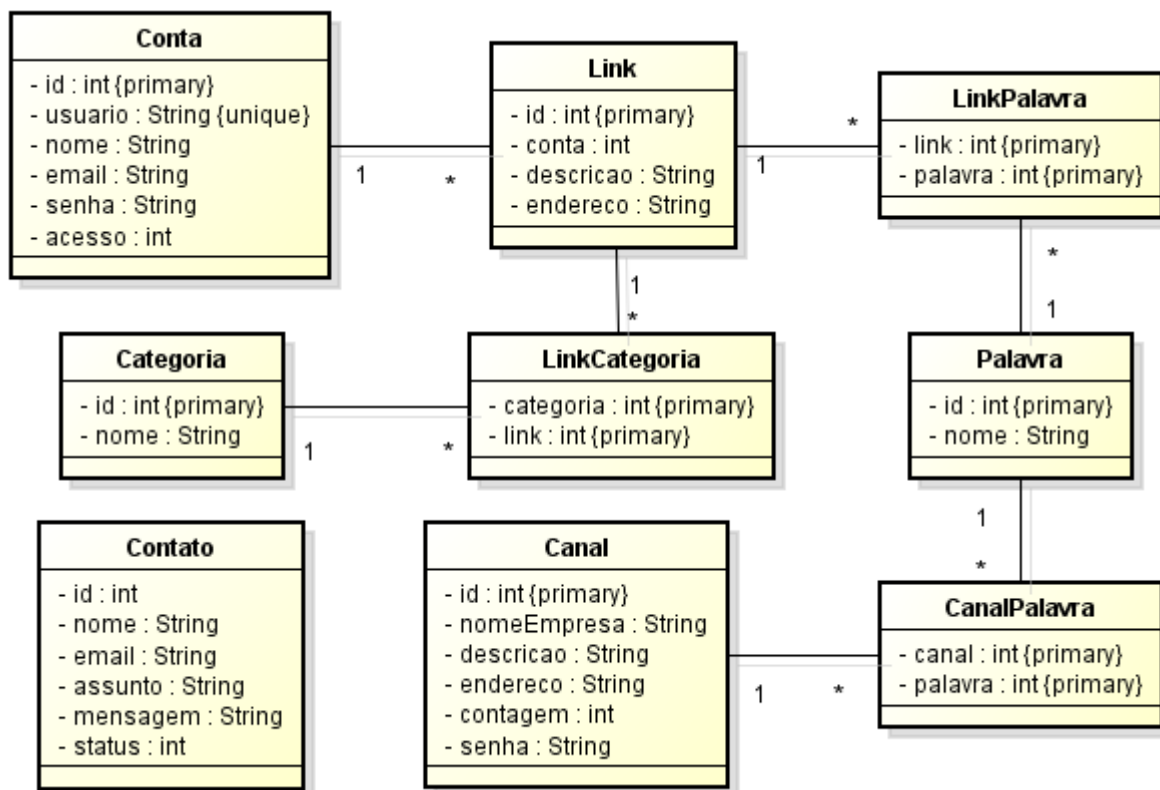 Conta
- id : int {primary}
- usuario : String {unique}
- nome : String
- email : String
- senha : String
- acesso : int
1
*
Link
- id : int {primary}
- conta : int
- descricao : String
- endereco : String
1
*
LinkPalavra
- link : int {primary}
- palavra : int {primary}
1
*
*
1
Categoria
- id : int {primary}
- nome : String
1
*
LinkCategoria
- categoria : int {primary}
- link : int {primary}
Palavra
- id : int {primary}
- nome : String
1
*
Contato
- id : int
- nome : String
- email : String
- assunto : String
- mensagem : String
- status : int
Canal
- id : int {primary}
- nomeEmpresa : String
- descricao : String
- endereco : String
- contagem : int
- senha : String
1
*
CanalPalavra
- canal : int {primary}
- palavra : int {primary}